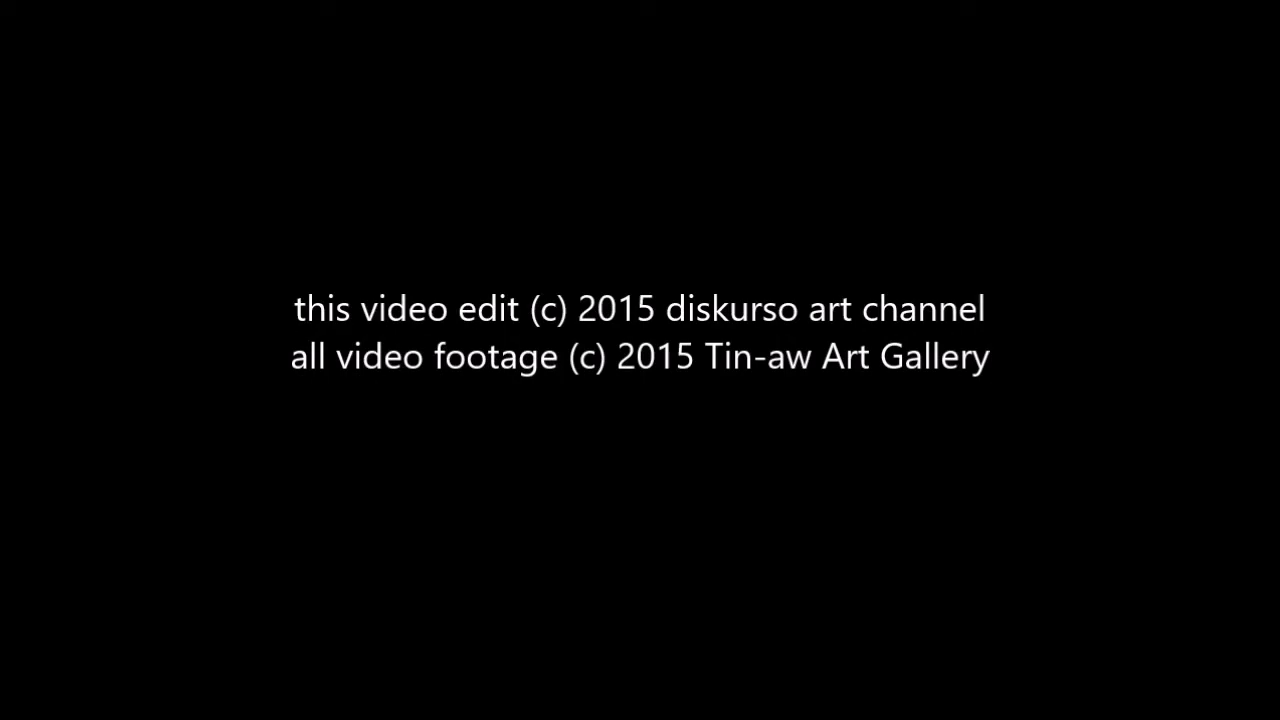 this video edit (c) 2015 diskurso art channel
all video footage (c) 2015 Tin-aw Art Gallery